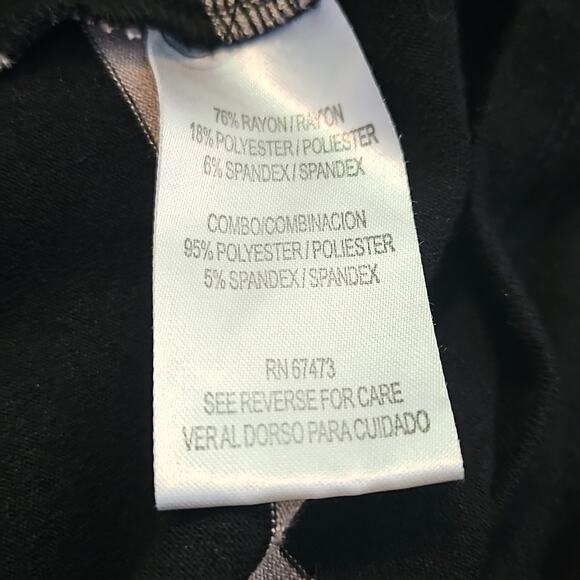 76% RAYON/RAYON
18% POLYESTER/POLIESTER
6% SPANDEX/SPANDEX
COMBO/COMBINACION
95% POLYESTER/POLIESTER
5% SPANDEX/SPANDEX
RN 67473
SEE REVERSE FOR CARE
VER AL DORSO PARA CUIDADO